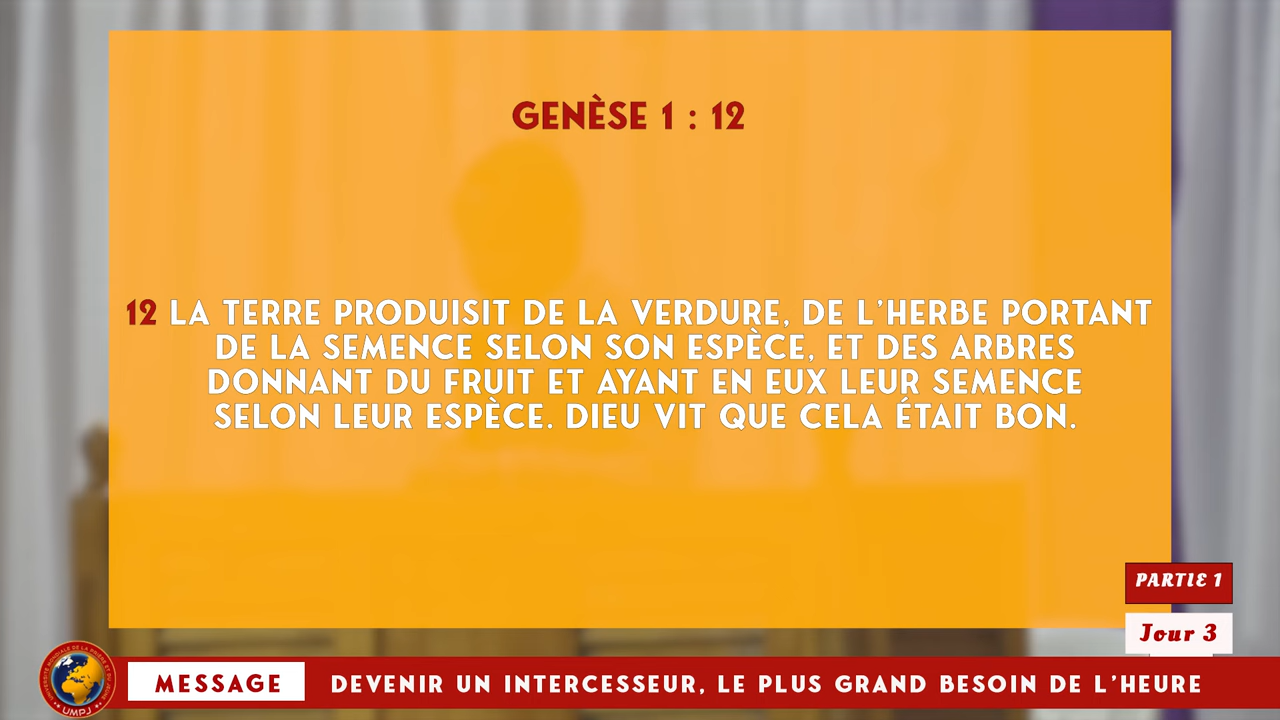 GENÈSE 1 : 12
12 LA TERRE PRODUISIT DE LA VERDURE, DE L'HERBE PORTANT
DE LA SEMENCE SELON SON ESPÈCE, ET DES ARBRES
DONNANT DU FRUIT ET AYANT EN EUX LEUR SEMENCE
SELON LEUR ESPÈCE. DIEU VIT QUE CELA ÉTAIT BON.
PARTIE 1
Jour 3
UMPJ
MESSAGE
DEVENIR UN INTERCESSEUR, LE PLUS GRAND BESOIN DE L'HEURE